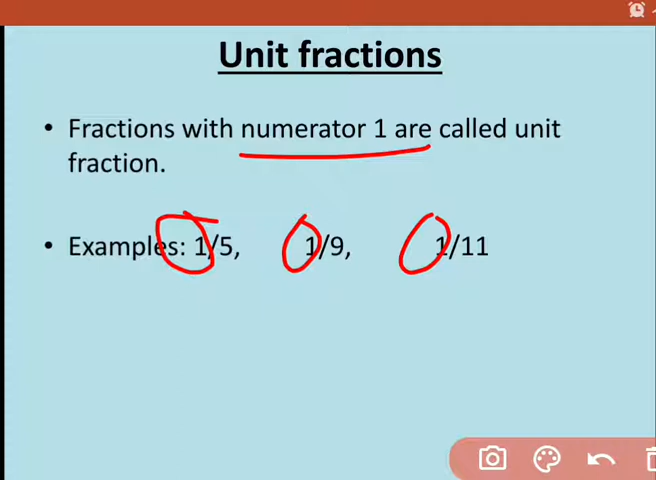 Unit fractions
• Fractions with numerator 1 are called unit
fraction.
• Examples: 1/5, 1/9, 1/11